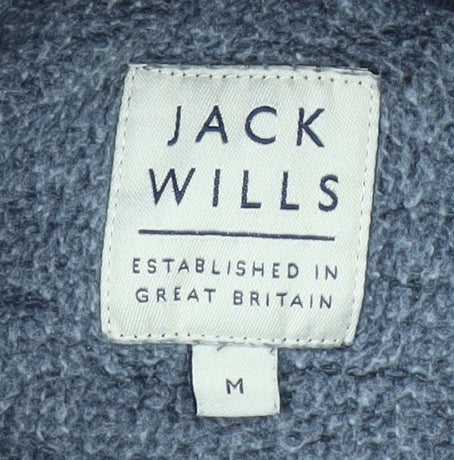 JACK
WILLS
ESTABLISHED IN
GREAT BRITAIN
M